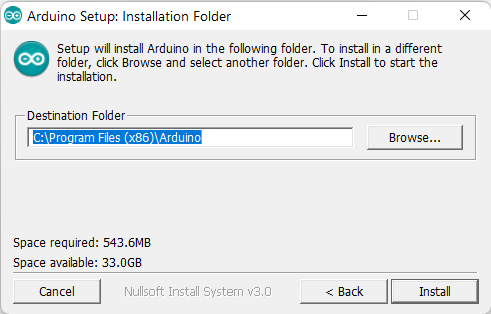 Arduino Setup: Installation Folder
Setup will install Arduino in the following folder. To install in a different
folder, click Browse and select another folder. Click Install to start the
installation.
Destination Folder
C:\Program Files (x86)\Arduino
Browse...
Space required: 543.6MB
Space available: 33.0GB
Cancel
Nullsoft Install System v3.0
< Back
Install